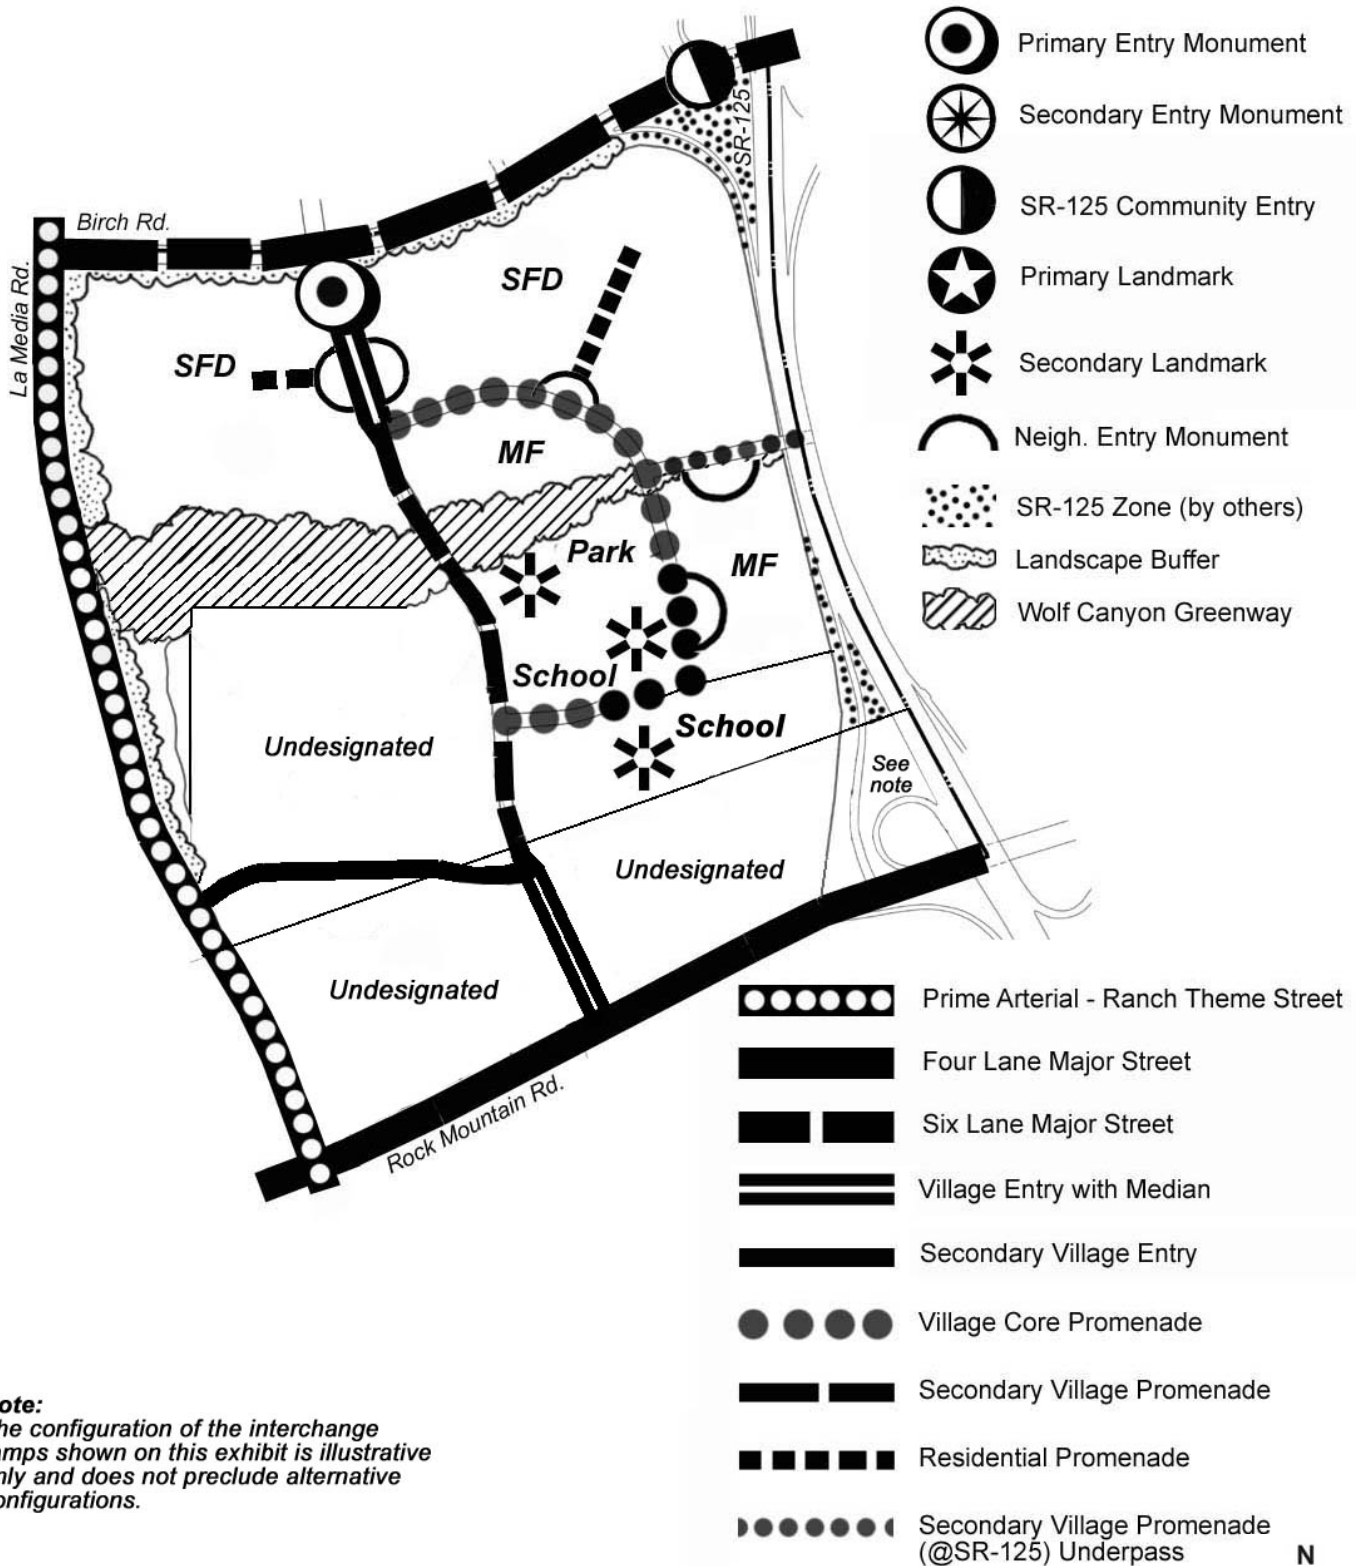 Primary Entry Monument
Secondary Entry Monument
SR-125 Community Entry
Primary Landmark
Secondary Landmark
Neigh. Entry Monument
SR-125 Zone (by others)
Landscape Buffer
Wolf Canyon Greenway
SR-125
Birch Rd.
La Media Rd.
SFD
SFD
MF
Park
MF
School
School
Undesignated
See
note
Undesignated
Undesignated
Rock Mountain Rd.
Prime Arterial - Ranch Theme Street
Four Lane Major Street
Six Lane Major Street
Village Entry with Median
Secondary Village Entry
Village Core Promenade
Secondary Village Promenade
Residential Promenade
Secondary Village Promenade
(@SR-125) Underpass
N
ote:
he configuration of the interchange
amps shown on this exhibit is illustrative
nly and does not preclude alternative
onfigurations.